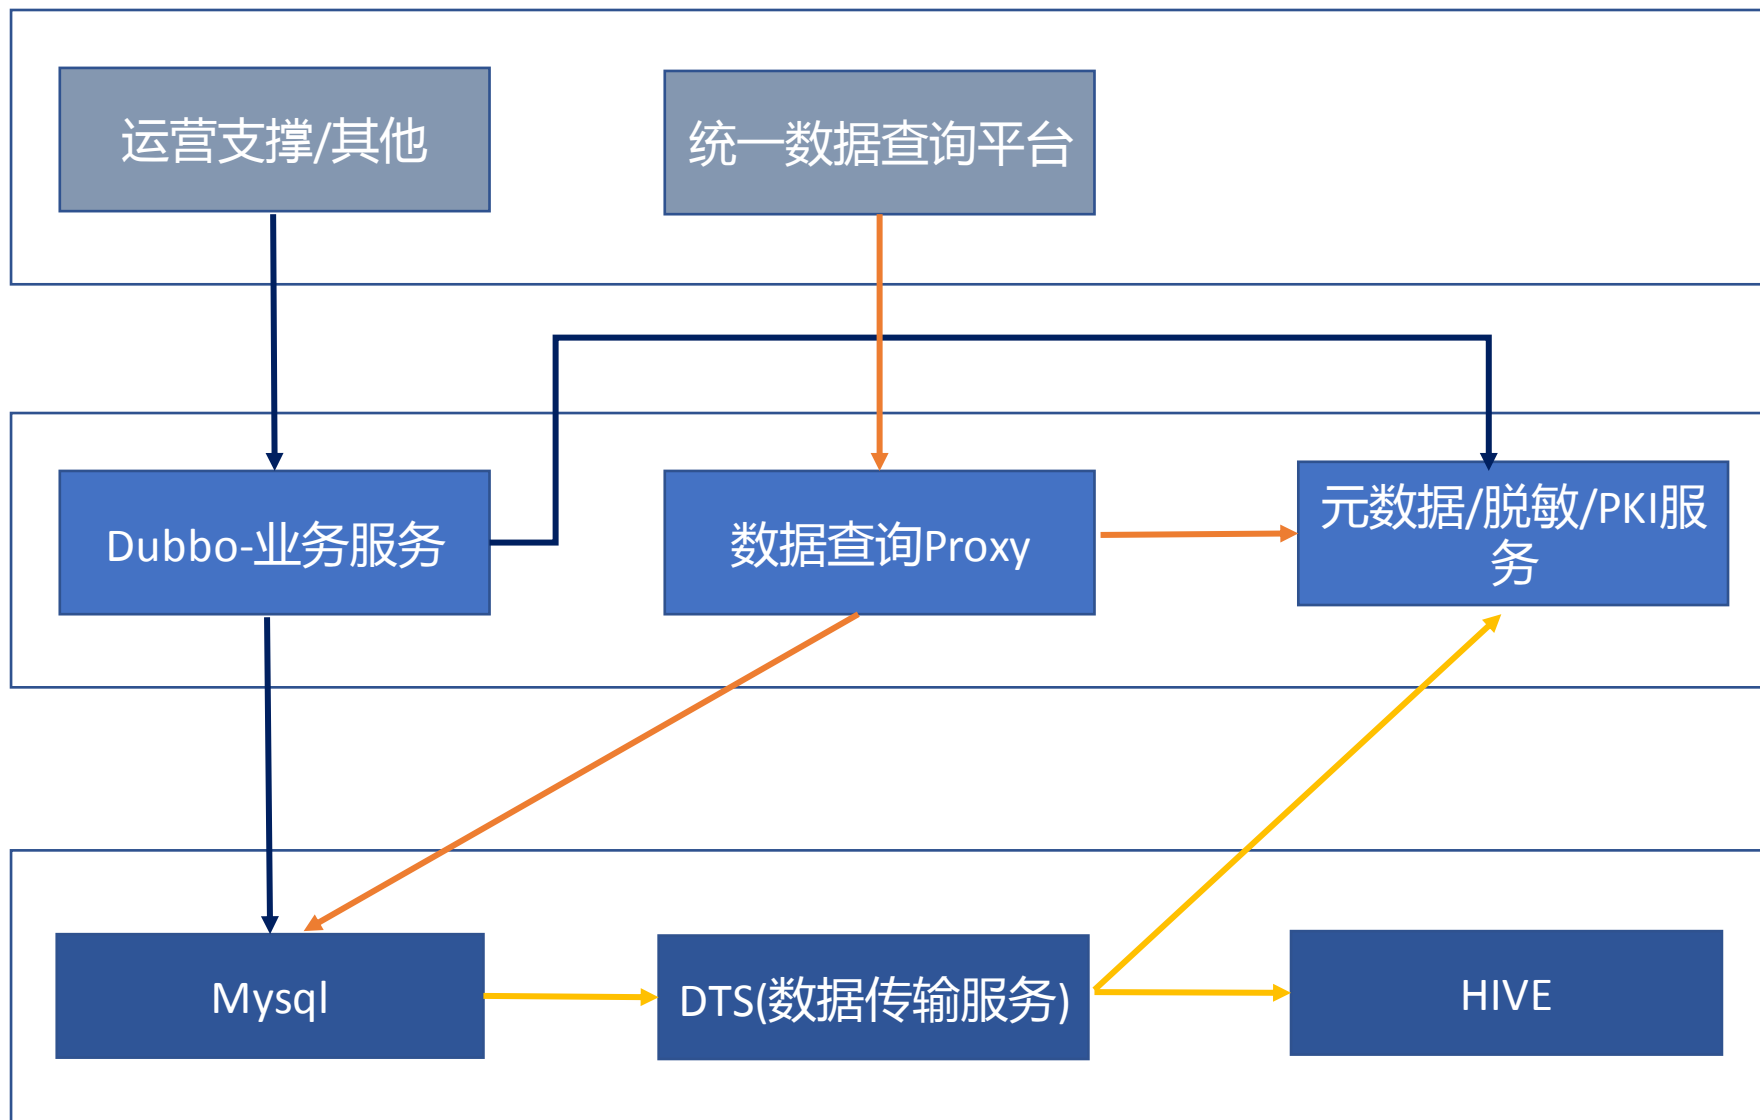 运营支撑/其他
统一数据查询平台
Dubbo-业务服务
数据查询Proxy
元数据/脱敏/PKI服
务
Mysql
DTS(数据传输服务)
HIVE